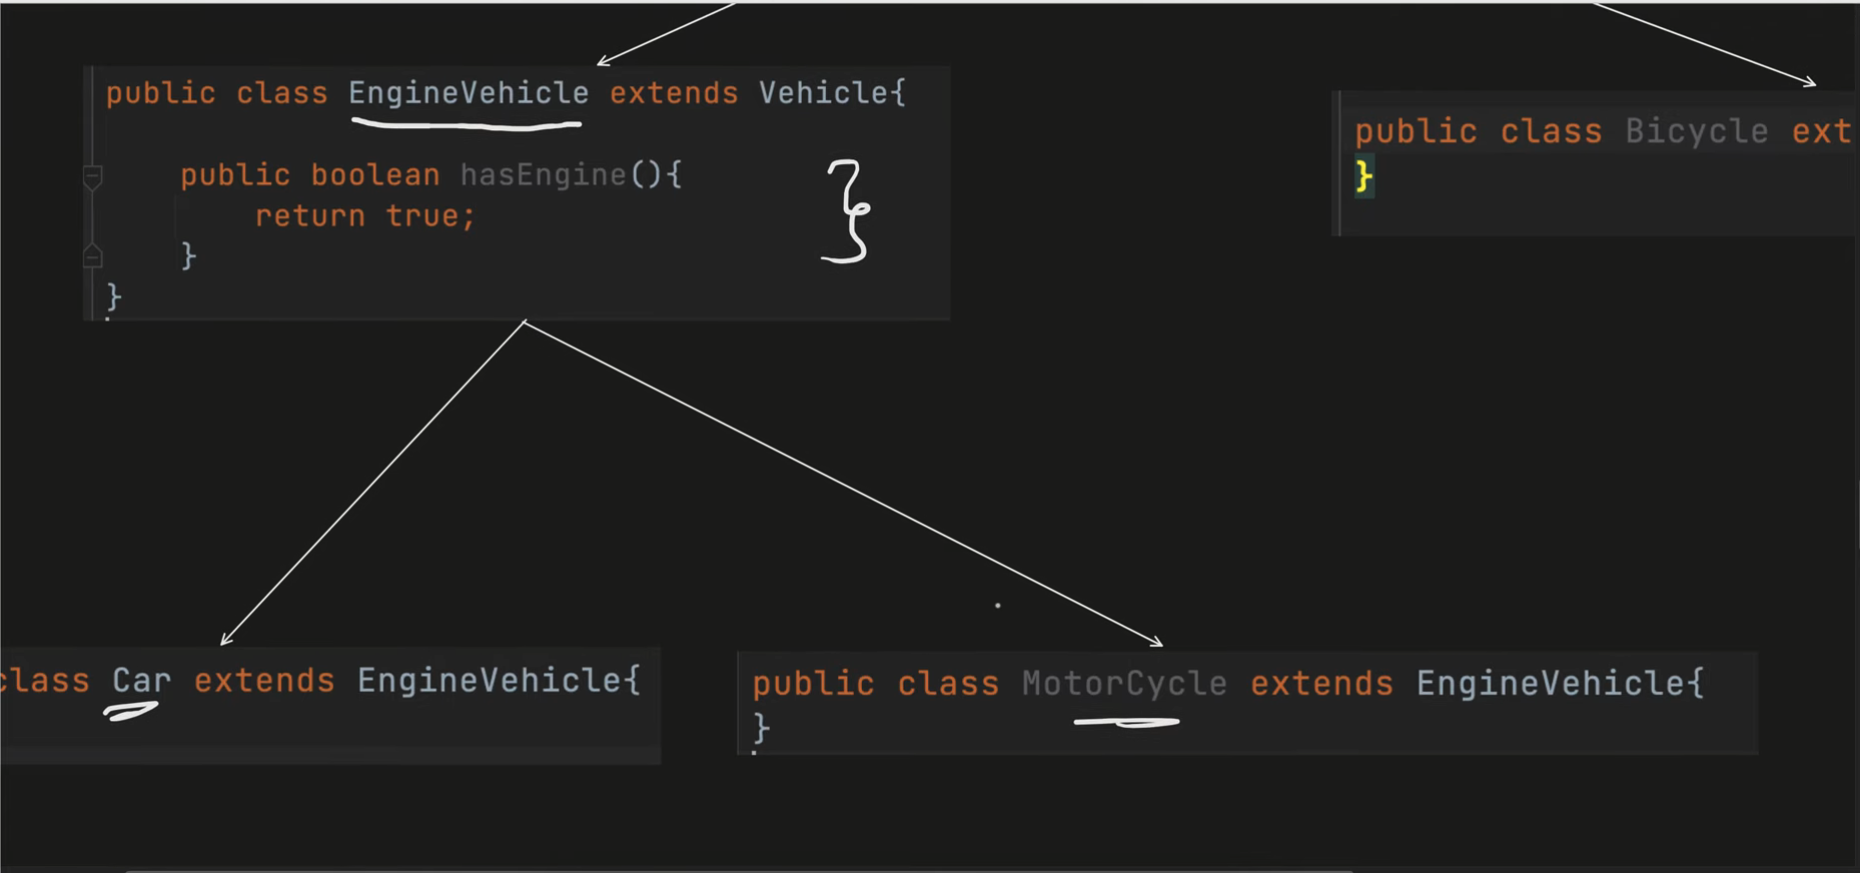 public class EngineVehicle extends Vehicle{
public boolean hasEngine(){
return true;
}
}
public class Bicycle ext
}
class Car extends EngineVehicle{
public class MotorCycle extends EngineVehicle{
}